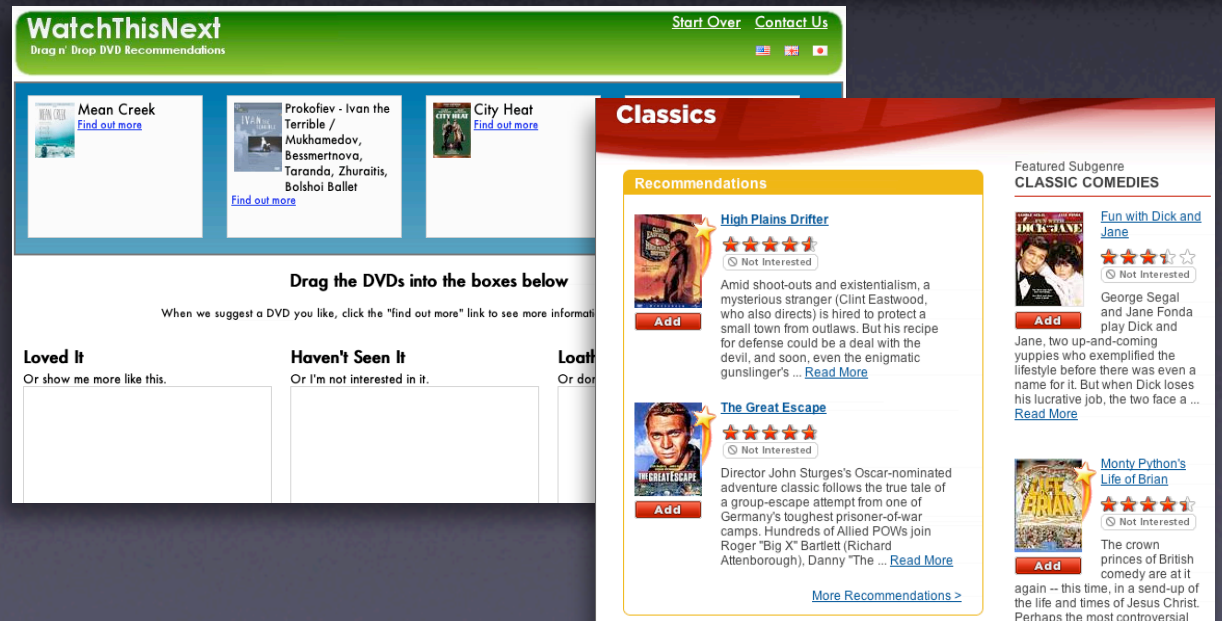 WatchThisNext
Drag n' Drop DVD Recommendations
Start Over Contact Us
Mean Creek
Find out more
Prokofiev - Ivan the
Terrible /
Mukhamedov,
Bessmertnova,
Taranda, Zhuraitis,
Bolshoi Ballet
Find out more
City Heat
Find out more
Drag the DVDs into the boxes below
When we suggest a DVD you like, click the "find out more" link to see more informati
Loved It
Or show me more like this.
Haven't Seen It
Or I'm not interested in it.
Loath
Or don
Classics
Recommendations
High Plains Drifter
Not Interested
Add
Amid shoot-outs and existentialism, a
mysterious stranger (Clint Eastwood,
who also directs) is hired to protect a
small town from outlaws. But his recipe
for defense could be a deal with the
devil, and soon, even the enigmatic
gunslinger's ... Read More
The Great Escape
Not Interested
THE GREAT ESCAPE
Add
Director John Sturges's Oscar-nominated
adventure classic follows the true tale of
a group-escape attempt from one of
Germany's toughest prisoner-of-war
camps. Hundreds of Allied POWs join
Roger "Big X" Bartlett (Richard
Attenborough), Danny "The ... Read More
More Recommendations >
Featured Subgenre
CLASSIC COMEDIES
Fun with Dick and
Jane
Not Interested
Add
George Segal
and Jane Fonda
play Dick and
Jane, two up-and-coming
yuppies who exemplified the
lifestyle before there was even a
name for it. But when Dick loses
his lucrative job, the two face a ...
Read More
Monty Python's
Life of Brian
Not Interested
Add
The crown
princes of British
comedy are at it
again -- this time, in a send-up of
the life and times of Jesus Christ.
Perhaps the most controversial